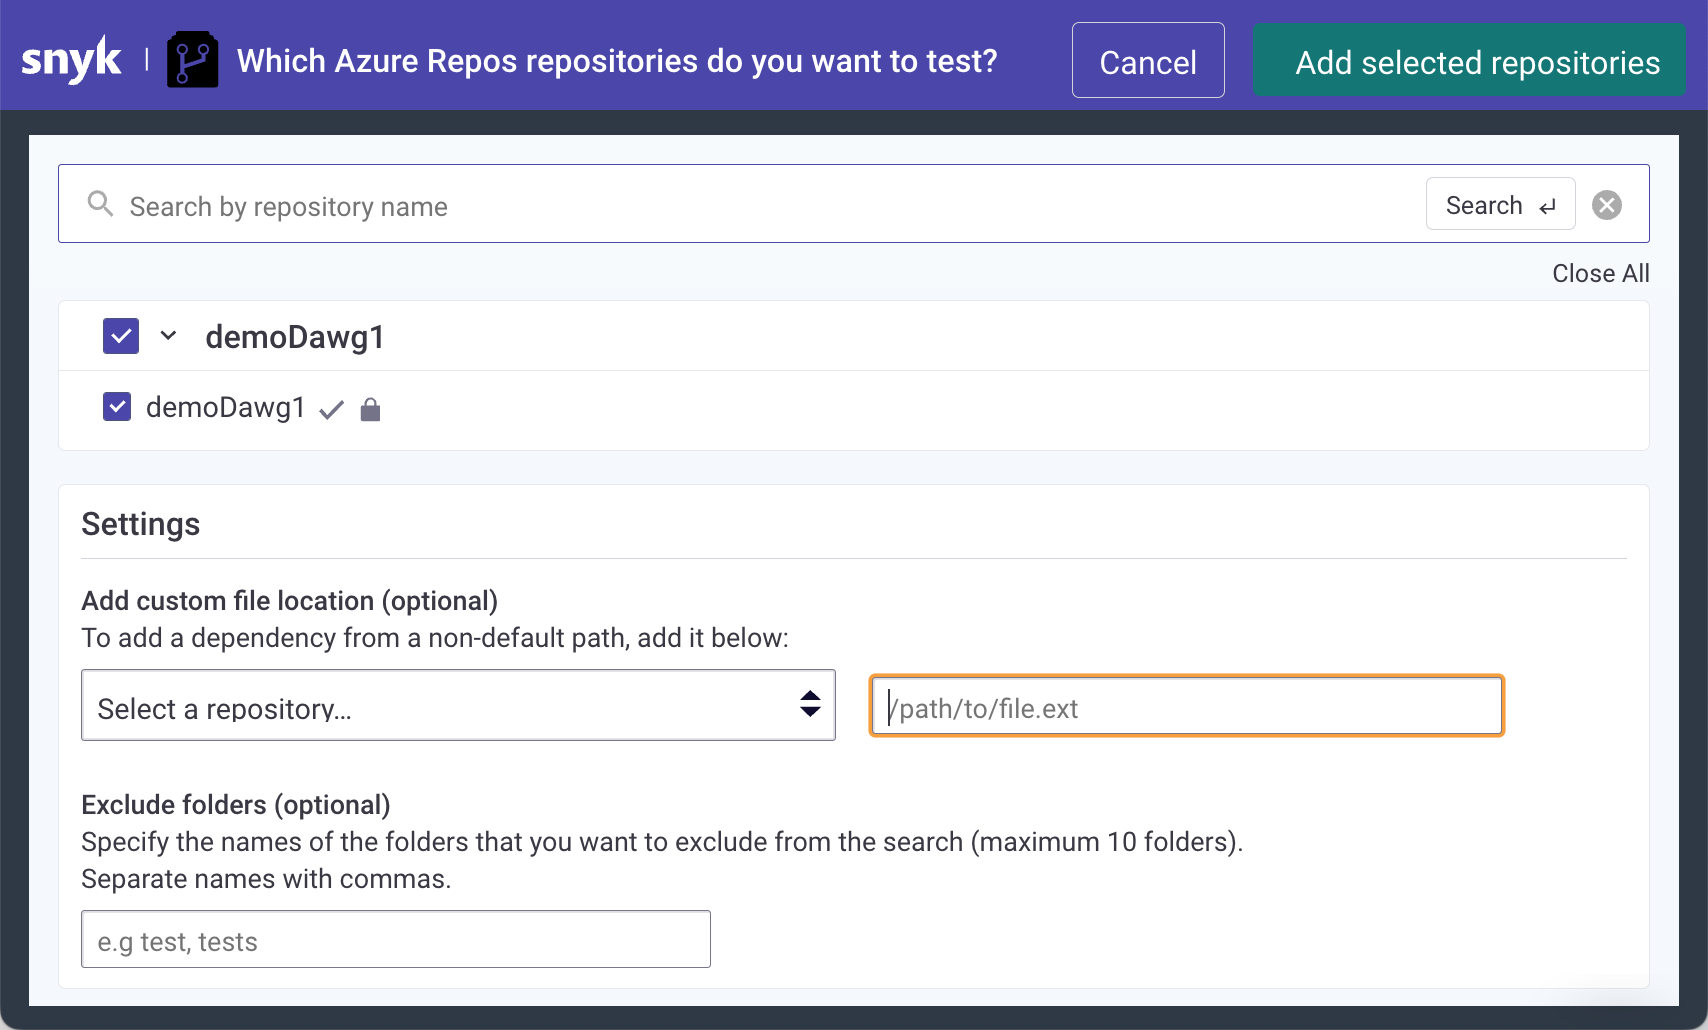 snyk | Which Azure Repos repositories do you want to test?
Cancel
Add selected repositories
Search by repository name
Search ↵
Close All
demoDawg1
demoDawg1
Settings
Add custom file location (optional)
To add a dependency from a non-default path, add it below:
Select a repository...
/path/to/file.ext
Exclude folders (optional)
Specify the names of the folders that you want to exclude from the search (maximum 10 folders).
Separate names with commas.
e.g test, tests